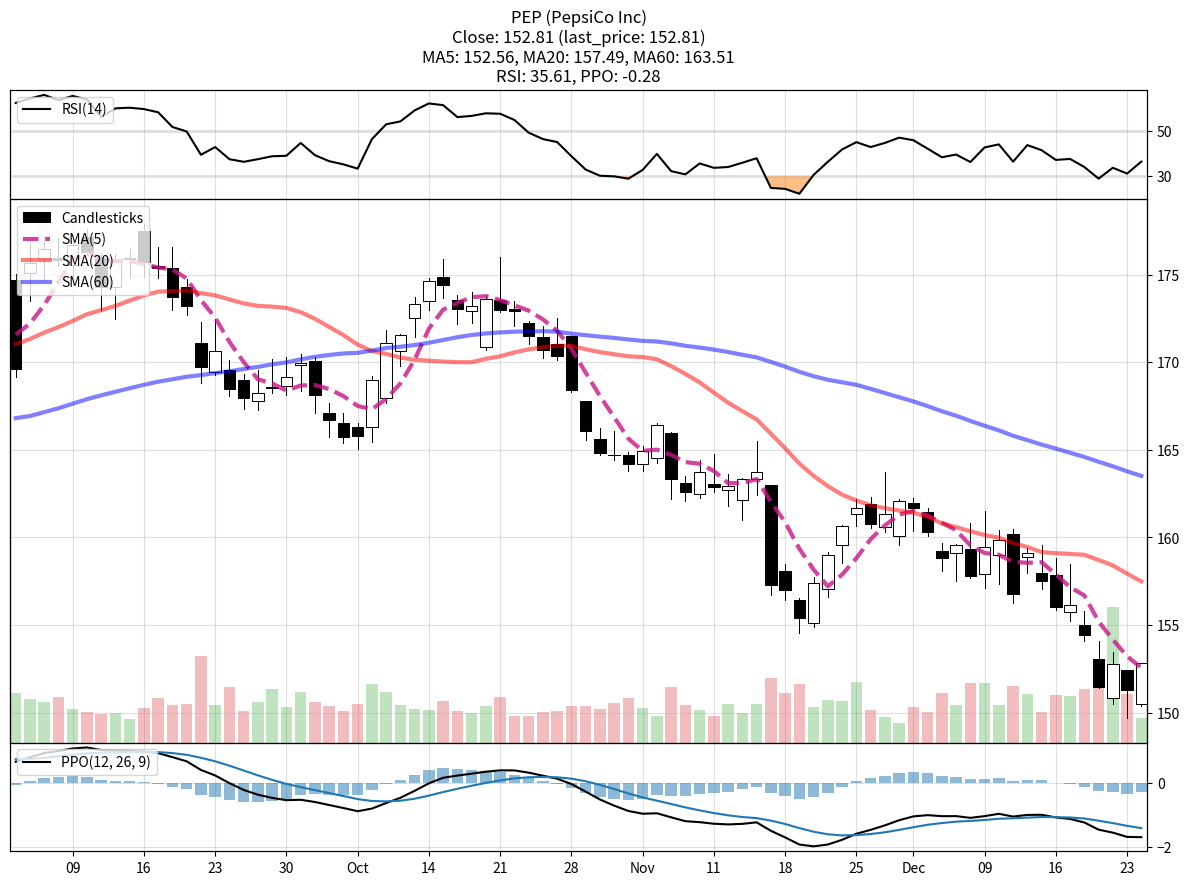 PEP (PepsiCo Inc)
Close: 152.81 (last_price: 152.81)
MA5: 152.56, MA20: 157.49, MA60: 163.51
RSI: 35.61, PPO: -0.28
RSI(14)
50
30
Candlesticks
SMA(5)
SMA(20)
SMA(60)
175
170
165
160
155
150
PPO(12, 26, 9)
0
−2
09 16 23 30 Oct 14 21 28 Nov 11 18 25 Dec 09 16 23